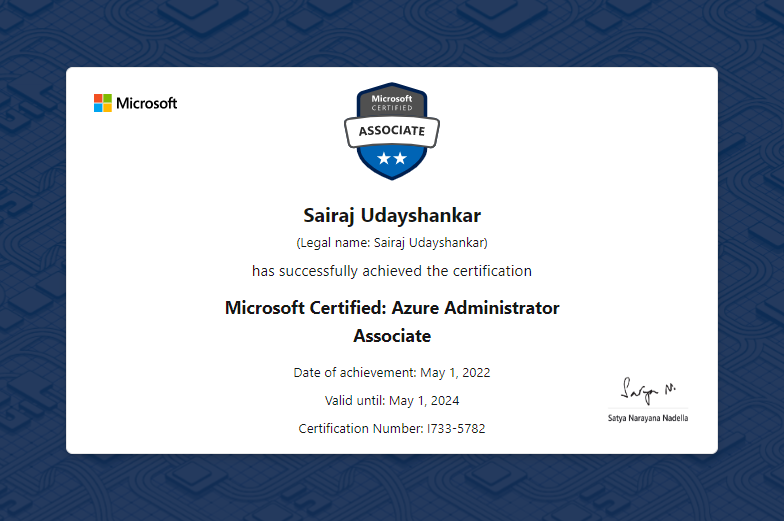 Microsoft
Microsoft
CERTIFIED
ASSOCIATE
Sairaj Udayshankar
(Legal name: Sairaj Udayshankar)
has successfully achieved the certification
Microsoft Certified: Azure Administrator
Associate
Date of achievement: May 1, 2022
Valid until: May 1, 2024
Certification Number: I733-5782
Satya N.
Satya Narayana Nadella